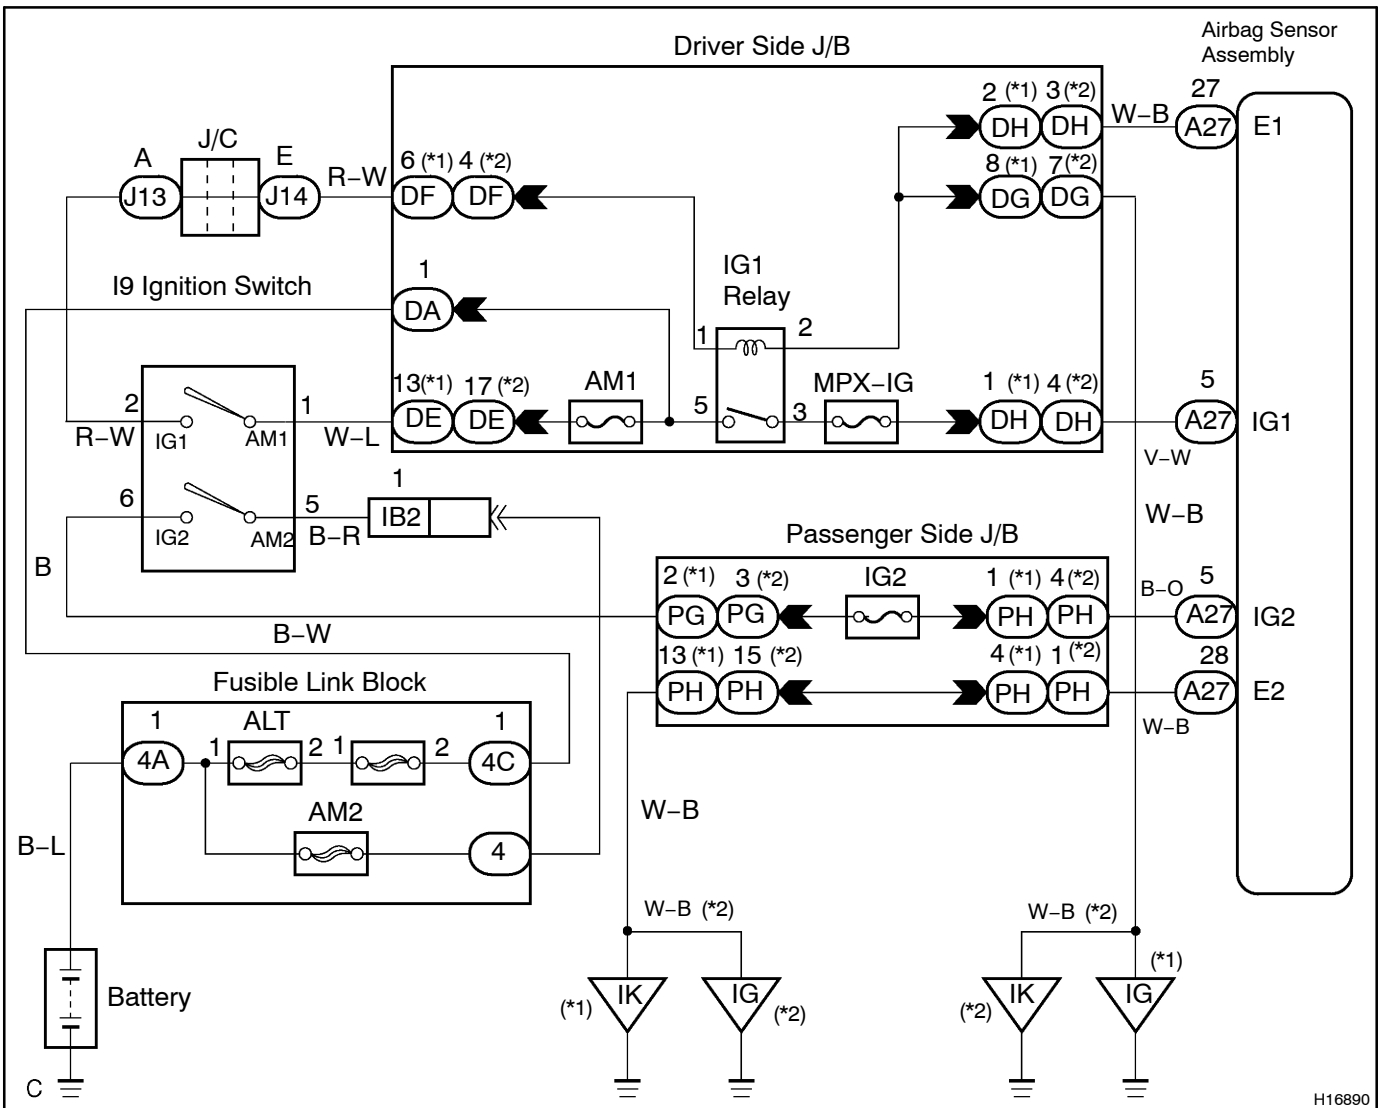 Airbag Sensor
Assembly
Driver Side J/B
2 (*1) 3 (*2)
27
DH DH
W-B
A27
E1
J/C
A
E
J13
J14
R-W
6 (*1) 4 (*2)
DF DF
8 (*1) 7 (*2)
DG DG
I9 Ignition Switch
1
DA
IG1
Relay
1
2
13(*1) 17 (*2)
DE DE
AM1
5
3
MPX-IG
1 (*1) 4 (*2)
DH DH
5
A27
IG1
V-W
2
R-W
IG1
AM1
1
W-L
6
IG2
AM2
5
B-R
1
IB2
W-B
B
Passenger Side J/B
2 (*1) 3 (*2)
PG PG
IG2
1 (*1) 4 (*2)
PH PH
B-O
5
A27
IG2
B-W
13 (*1) 15 (*2)
PH PH
4 (*1) 1 (*2)
PH PH
28
A27
E2
W-B
Fusible Link Block
1
ALT
1
4A
1 2 1 2
4C
AM2
4
B-L
W-B
W-B (*2)
W-B (*2)
Battery
(*1)
IK
IG
(*2)
(*2)
IK
IG
(*1)
C
H16890